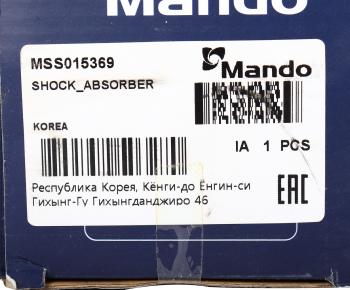 Mando
MSS015369
Mando
SHOCK_ABSORBER
KOREA
IA 1 PCS
Республика Корея, Кёнги-до Ёнгин-си
Гихынг-Гу Гихынгданджиро 46
EAC